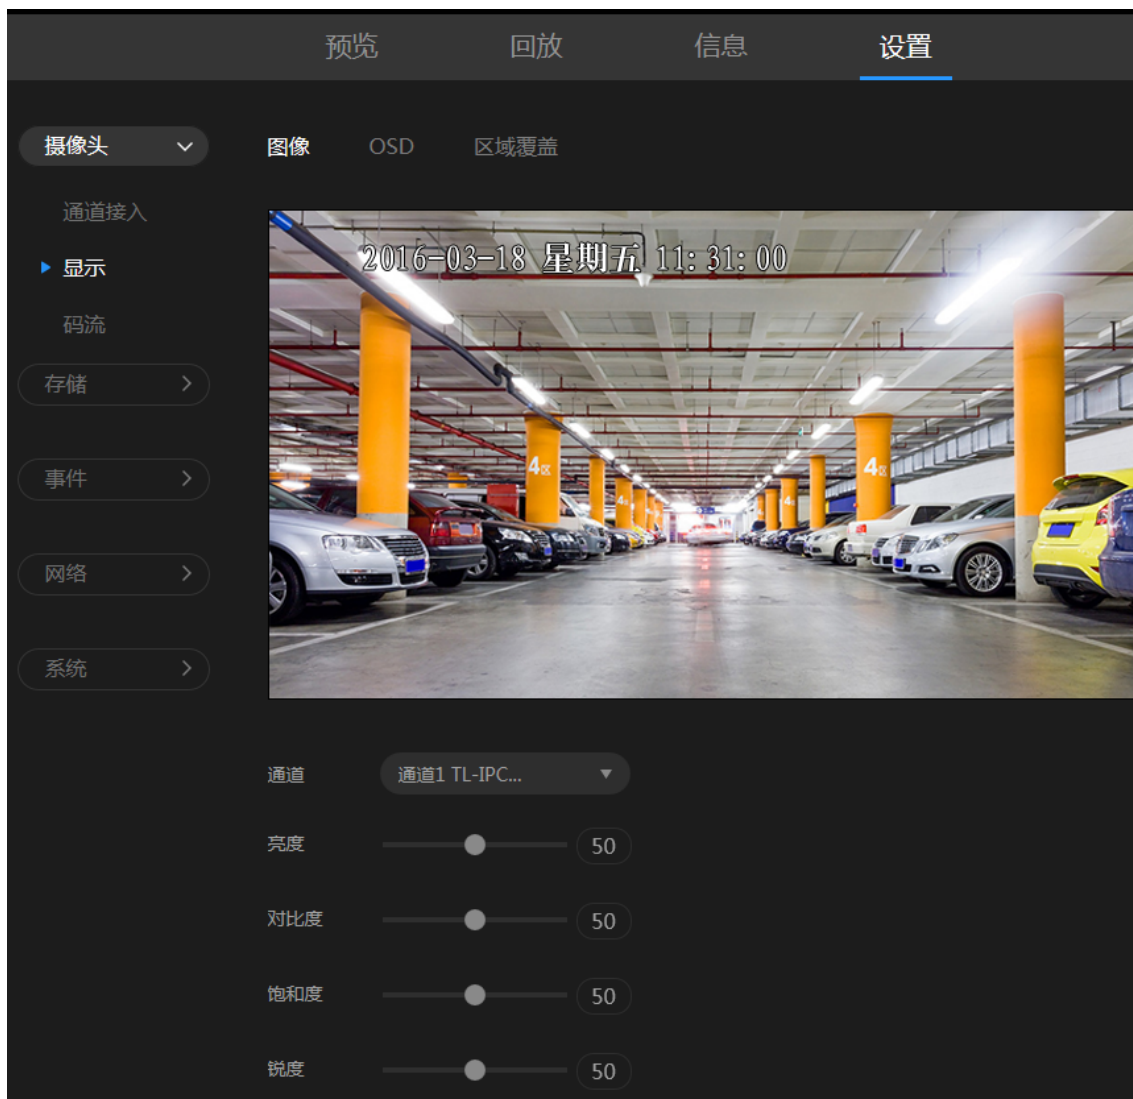 预览 回放 信息 设置
摄像头 图像 OSD 区域覆盖
通道接入
显示
码流
存储
事件
网络
系统
2016-03-18 星期五 11:31:00
4区 4区
4 4
通道 通道1 TL-IPC...
亮度 50
对比度 50
饱和度 50
锐度 50